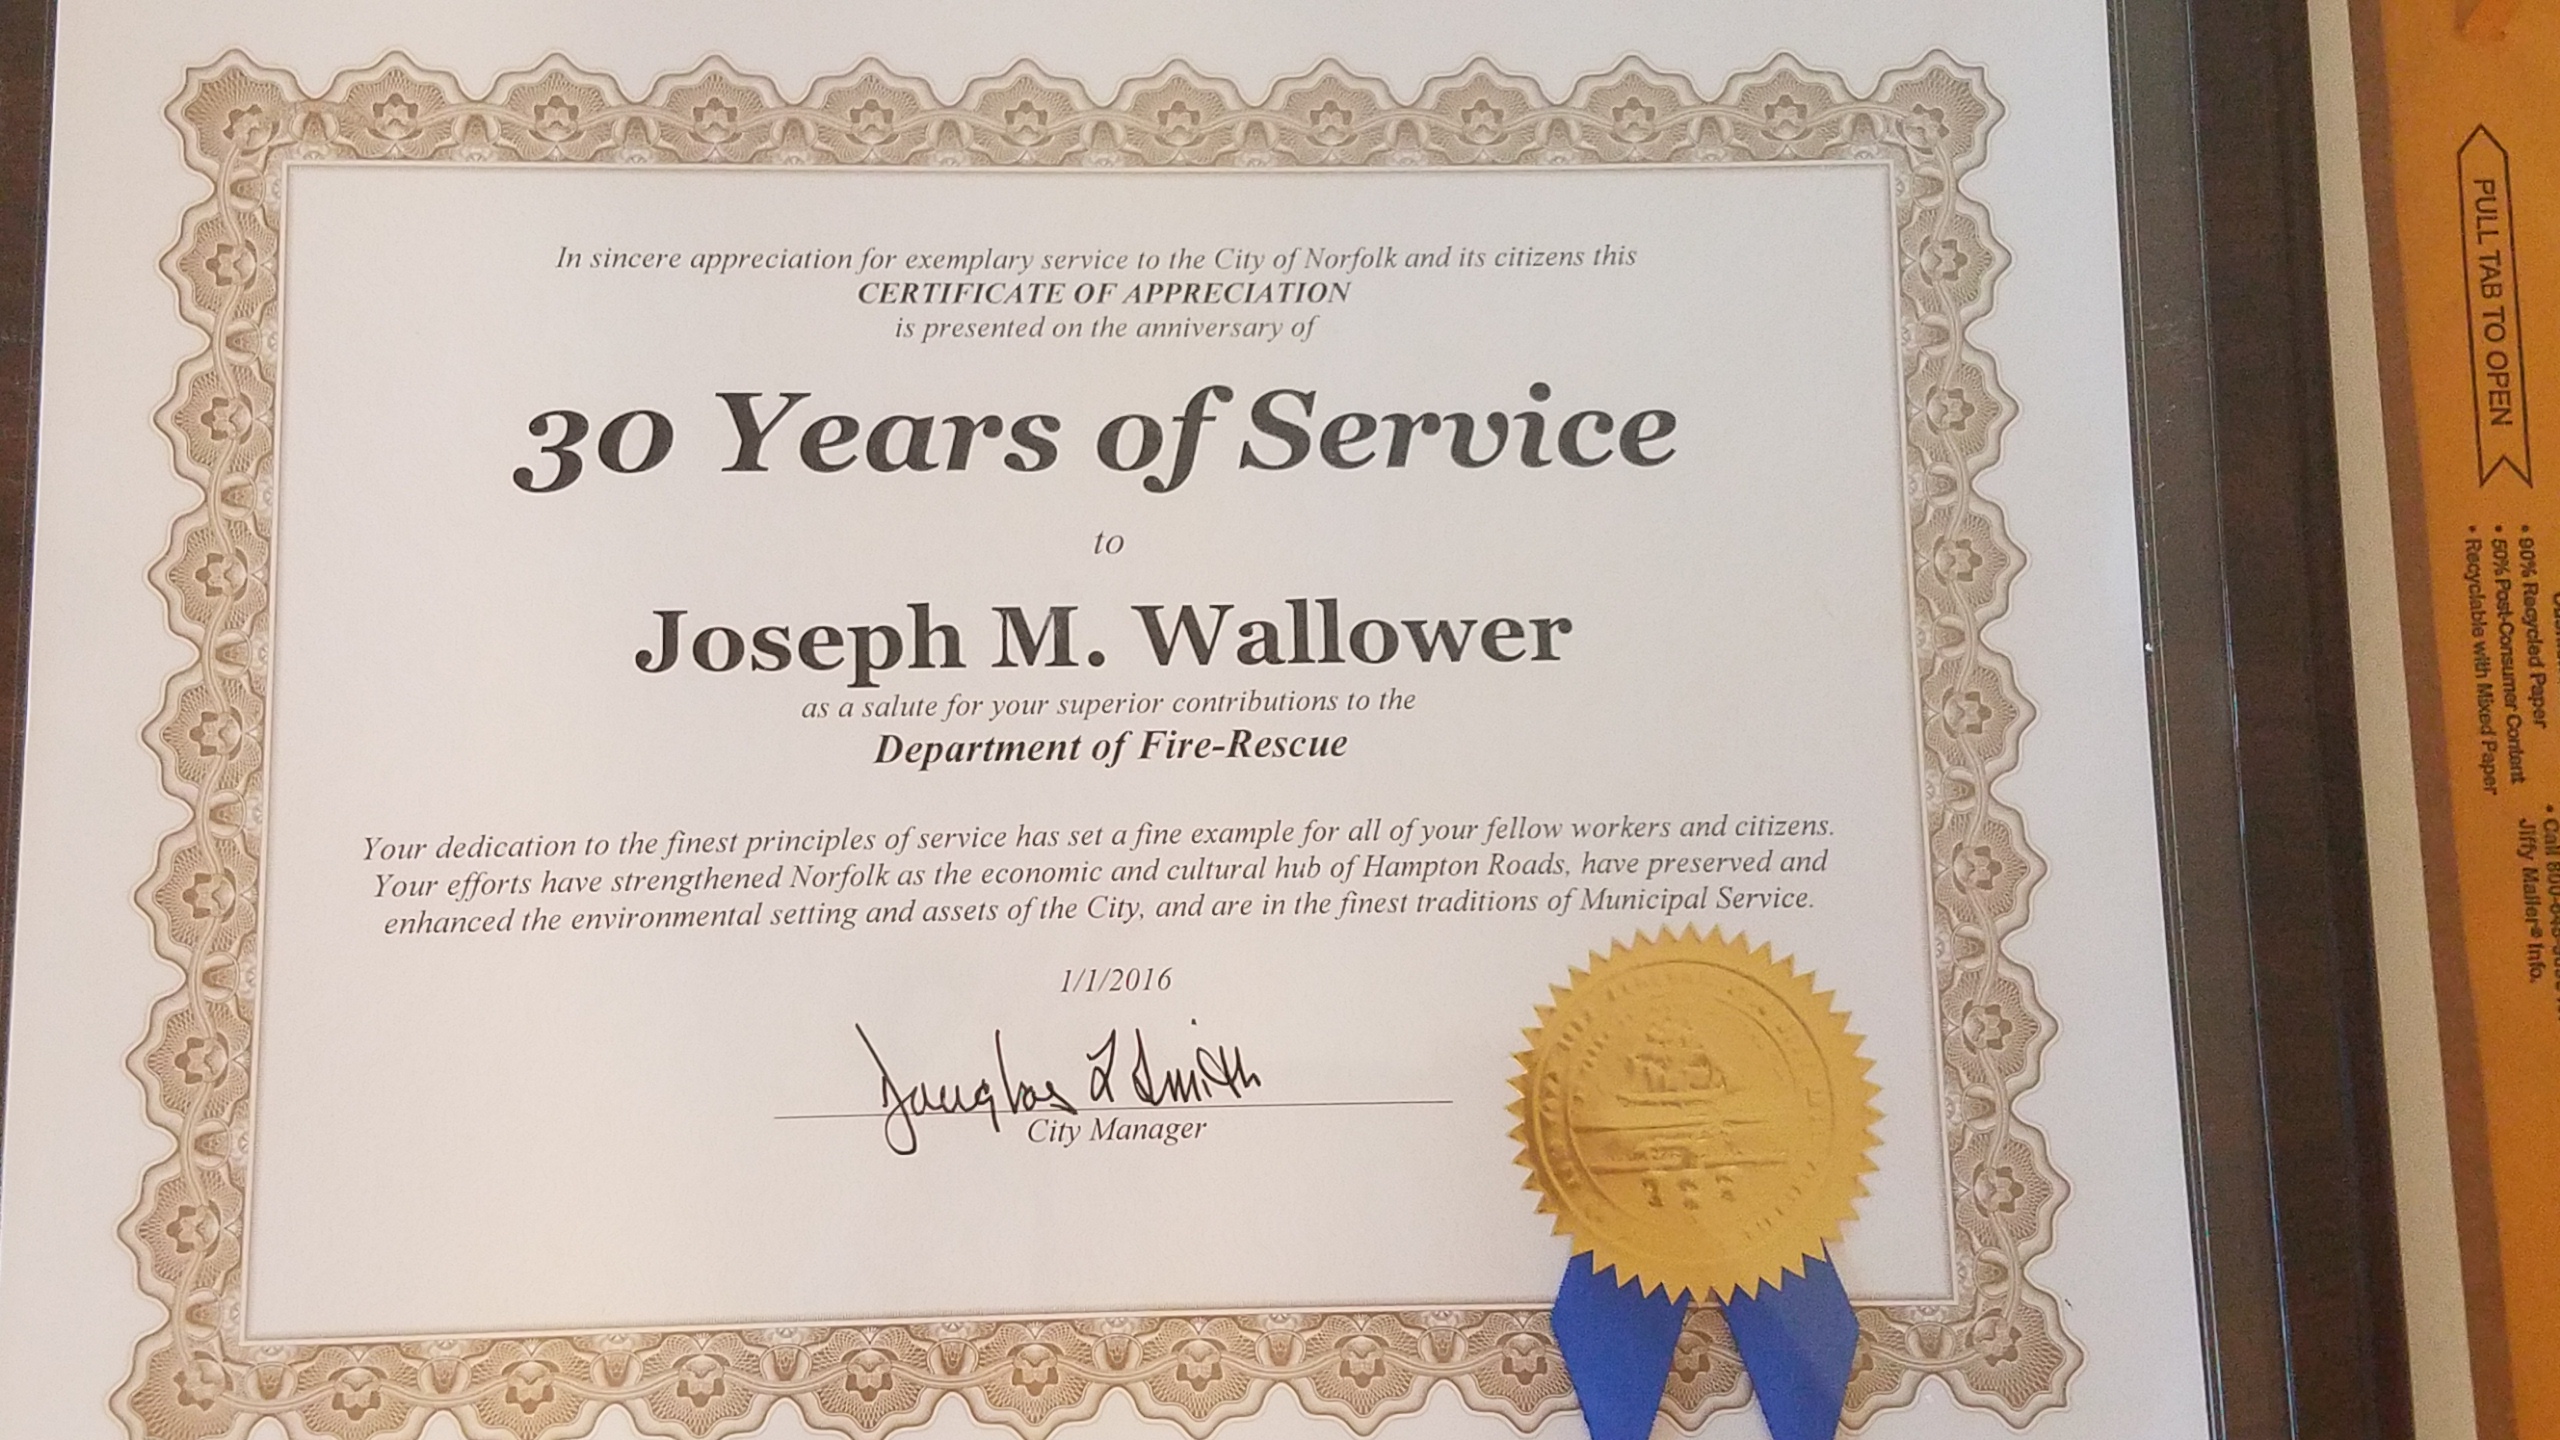 In sincere appreciation for exemplary service to the City of Norfolk and its citizens this
CERTIFICATE OF APPRECIATION
is presented on the anniversary of
30 Years of Service
to
Joseph M. Wallower
as a salute for your superior contributions to the
Department of Fire-Rescue
Your dedication to the finest principles of service has set a fine example for all of your fellow workers and citizens.
Your efforts have strengthened Norfolk as the economic and cultural hub of Hampton Roads, have preserved and
enhanced the environmental setting and assets of the City, and are in the finest traditions of Municipal Service.
1/1/2016
Douglas L Smith
City Manager
PULL TAB TO OPEN
• 90% Recycled Paper
• 50% Post-Consumer Content
• Recyclable with Mixed Paper
• Call
Jiffy Mailer® Info.